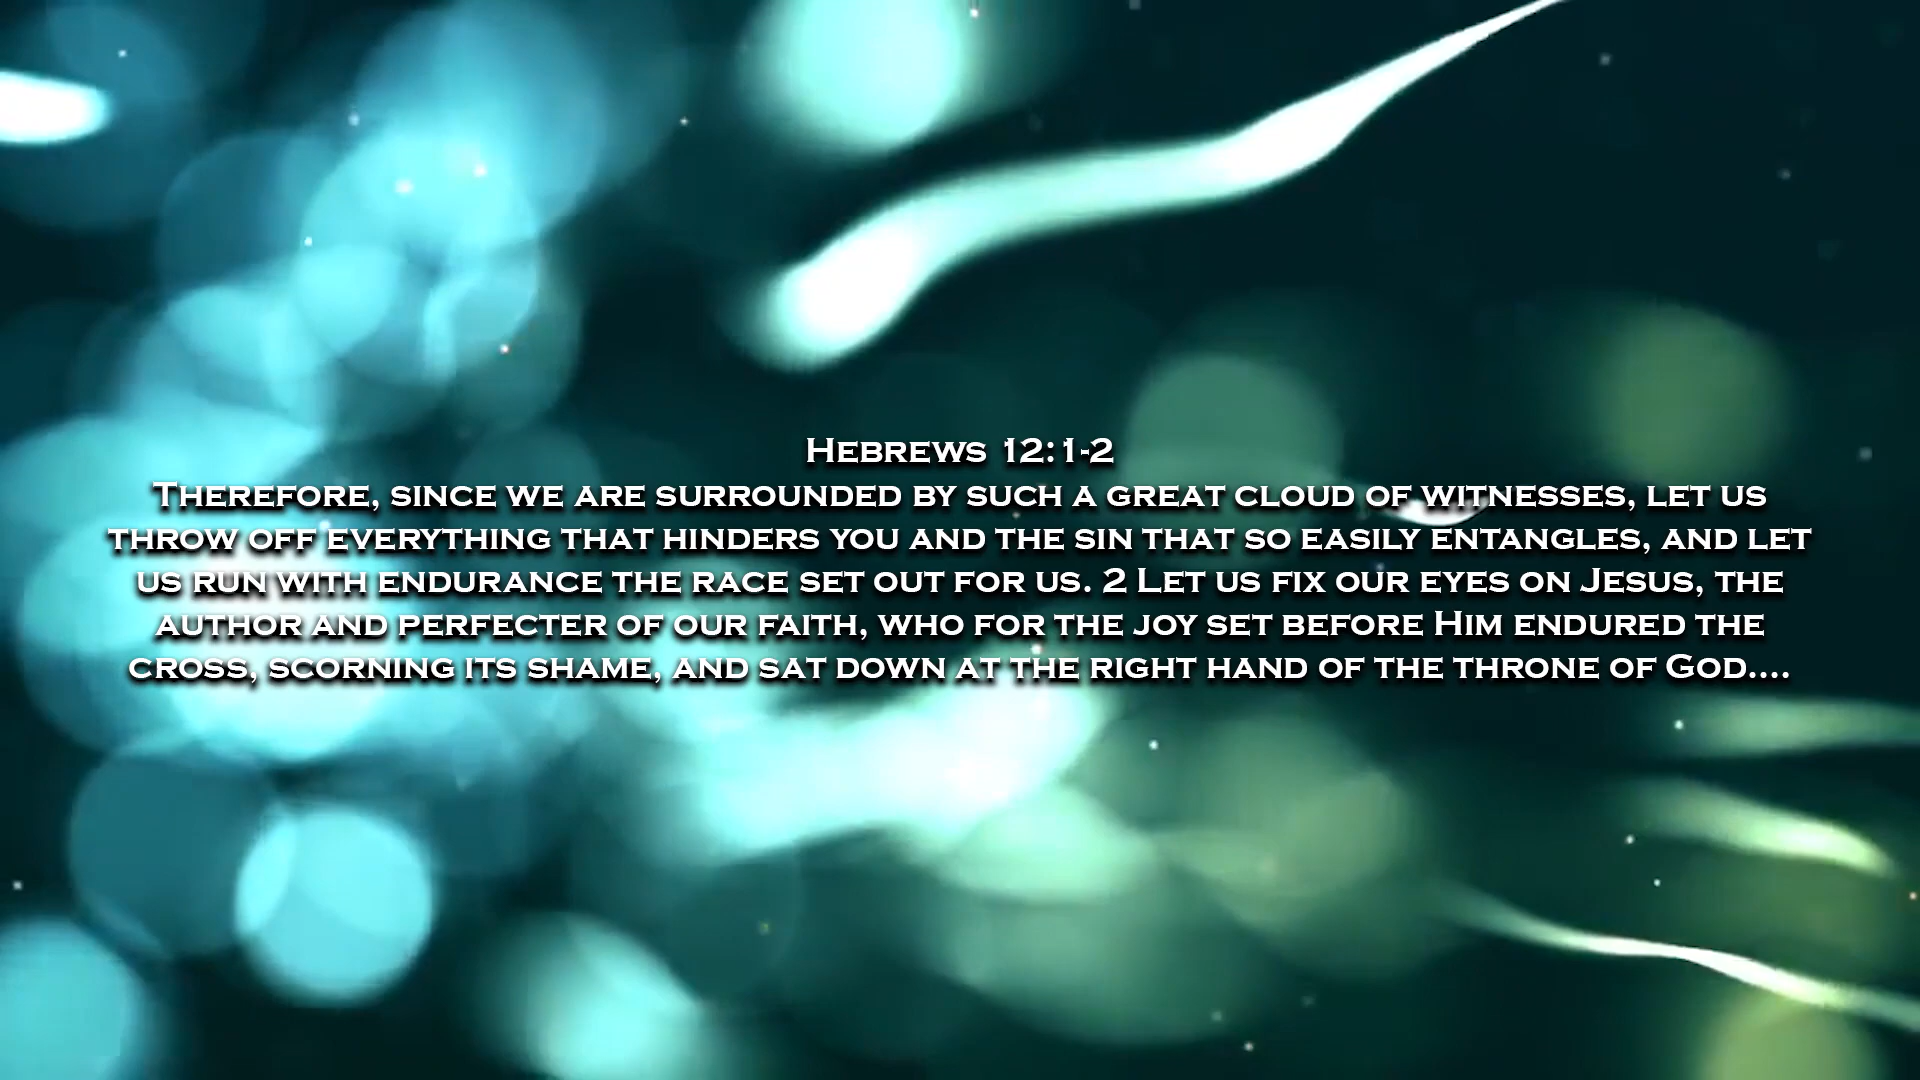 Hebrews 12:1-2
Therefore, since we are surrounded by such a great cloud of witnesses, let us
throw off everything that hinders you and the sin that so easily entangles, and let
us run with endurance the race set out for us. 2 Let us fix our eyes on Jesus, the
author and perfecter of our faith, who for the joy set before Him endured the
cross, scorning its shame, and sat down at the right hand of the throne of God....